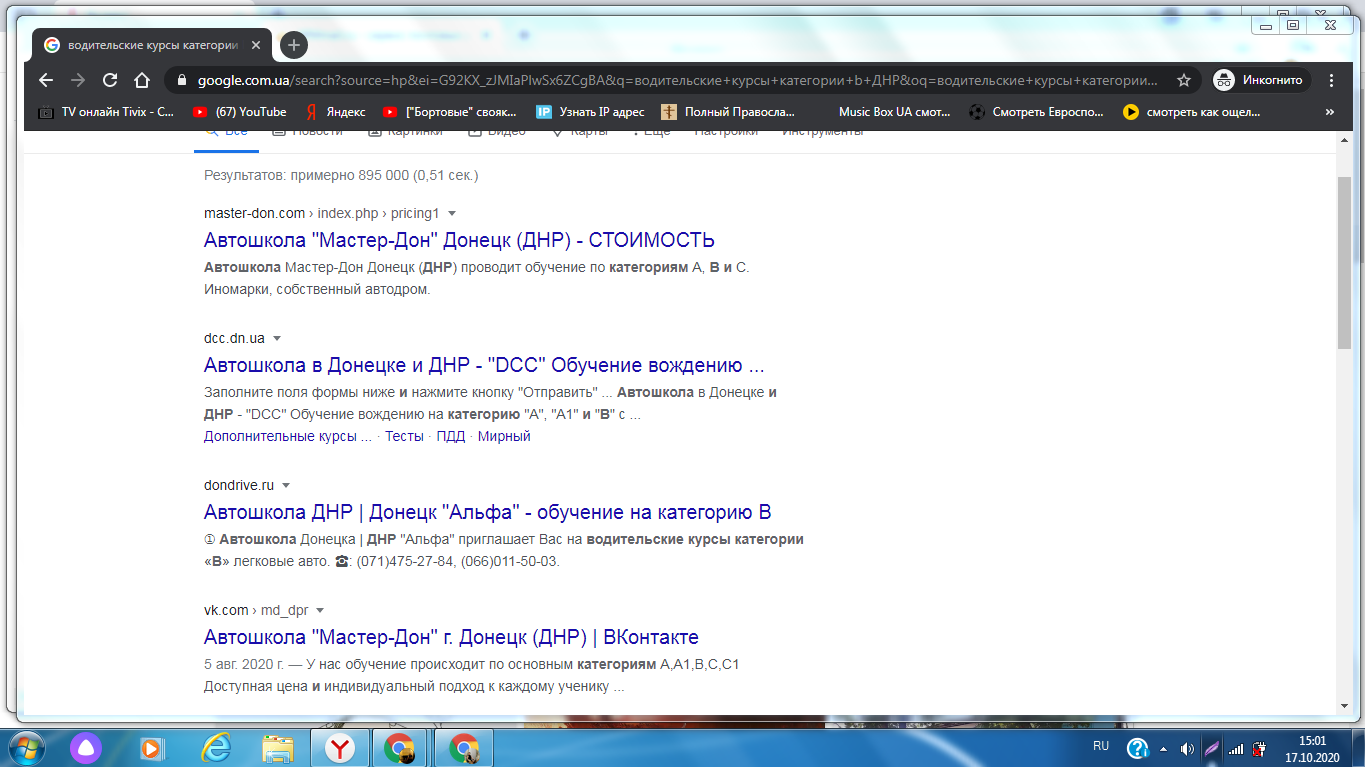 водительские курсы категории
google.com.ua/search?source=hp&ei=G92KX_zJMIaPlwSx6ZCgBA&q=водительские+курсы+категории+b+ДНР&oq=водительские+курсы+категории...
Инкогнито
TV онлайн Tivix - С...
(67) YouTube
Яндекс
["Бортовые" свояк...
IP
Узнать IP адрес
Полный Правосла...
Music Box UA смот...
Смотреть Евроспо...
смотреть как ощел...
»
Все
Новости
Картинки
Видео
Карты
Ещё
Настройки
Инструменты
Результатов: примерно 895 000 (0,51 сек.)
master-don.com › index.php › pricing1
Автошкола "Мастер-Дон" Донецк (ДНР) - СТОИМОСТЬ
Автошкола Мастер-Дон Донецк (ДНР) проводит обучение по категориям А, В и С.
Иномарки, собственный автодром.
dcc.dn.ua
Автошкола в Донецке и ДНР - "DCC" Обучение вождению ...
Заполните поля формы ниже и нажмите кнопку "Отправить" ... Автошкола в Донецке и
ДНР - "DCC" Обучение вождению на категорию "А", "А1" и "В" с ...
Дополнительные курсы ... · Тесты · ПДД · Мирный
dondrive.ru
Автошкола ДНР | Донецк "Альфа" - обучение на категорию В
① Автошкола Донецка | ДНР "Альфа" приглашает Вас на водительские курсы категории
«В» легковые авто. ☎: (071)475-27-84, (066)011-50-03.
vk.com › md_dpr
Автошкола "Мастер-Дон" г. Донецк (ДНР) | ВКонтакте
5 авг. 2020 г. — У нас обучение происходит по основным категориям А,А1,В,С,С1
Доступная цена и индивидуальный подход к каждому ученику ...
RU
15:01
17.10.2020